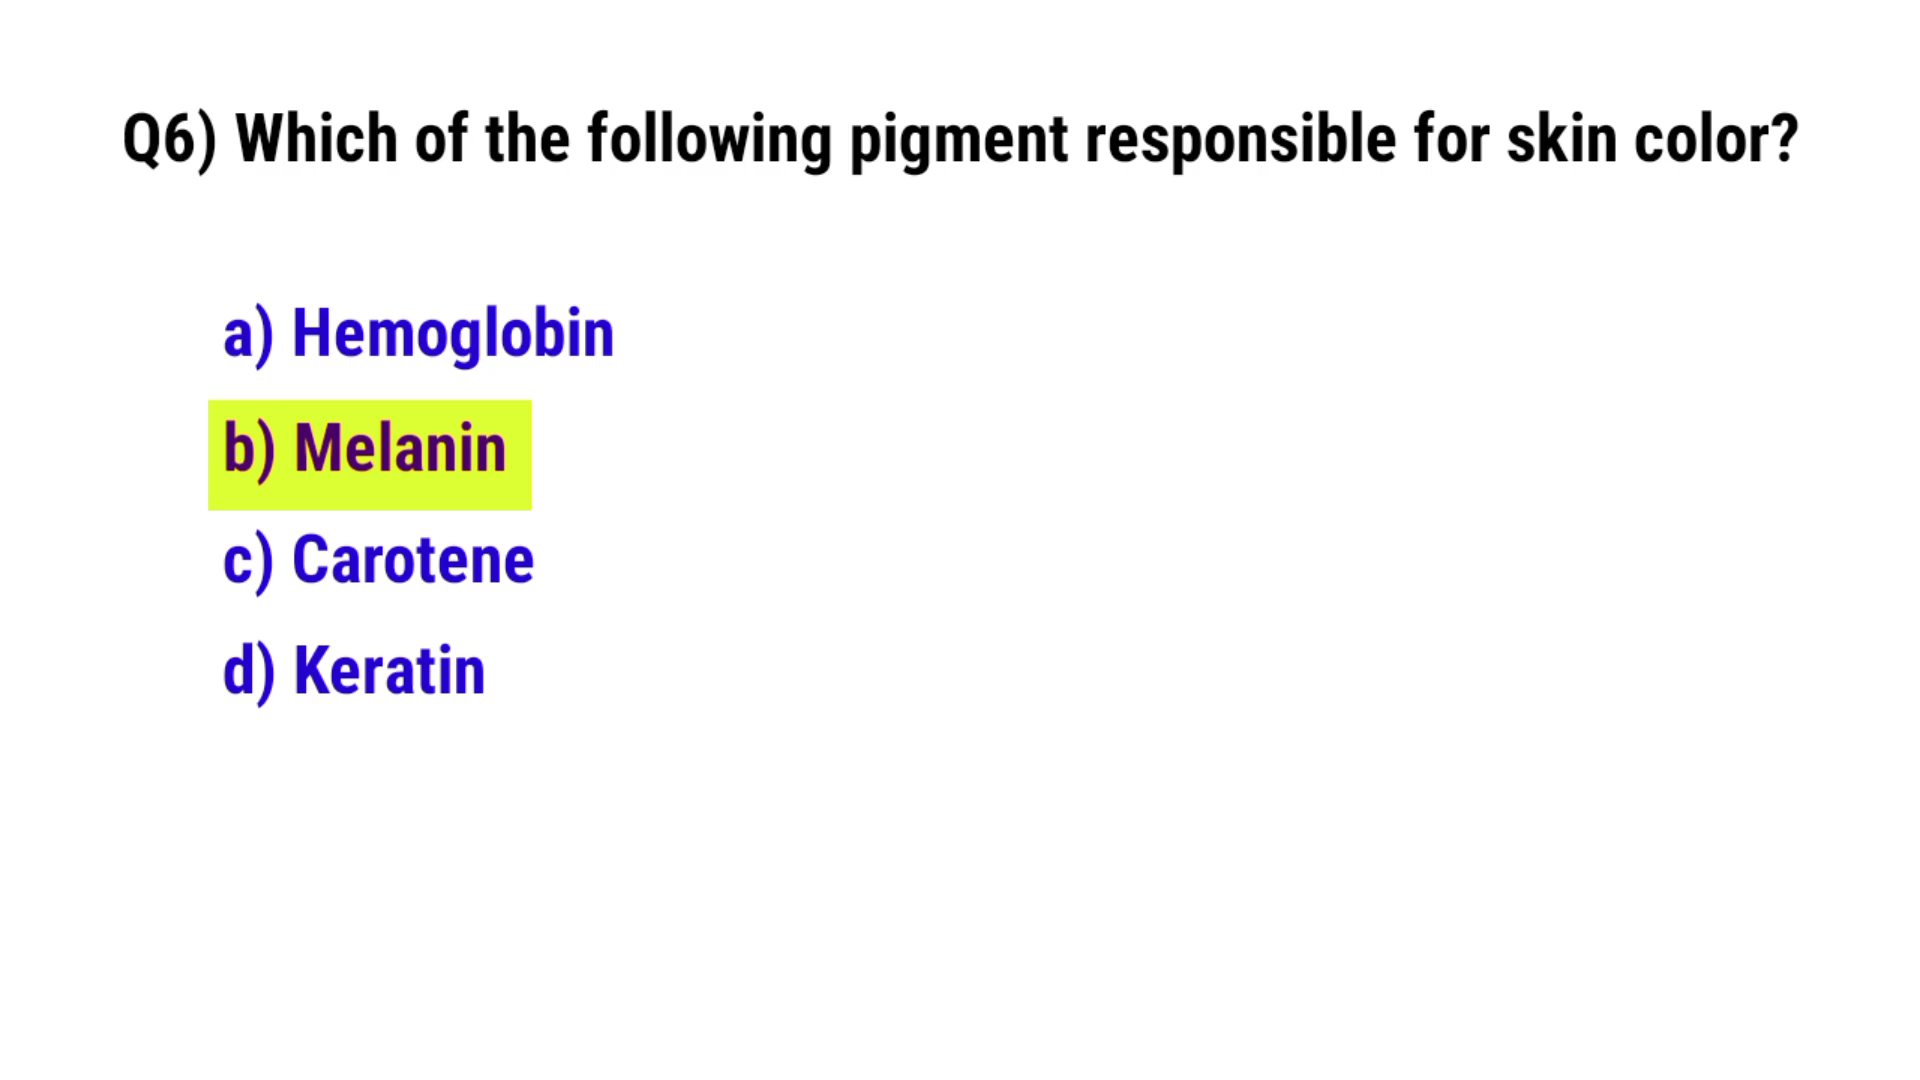 Q6) Which of the following pigment responsible for skin color?
a) Hemoglobin
b) Melanin
c) Carotene
d) Keratin